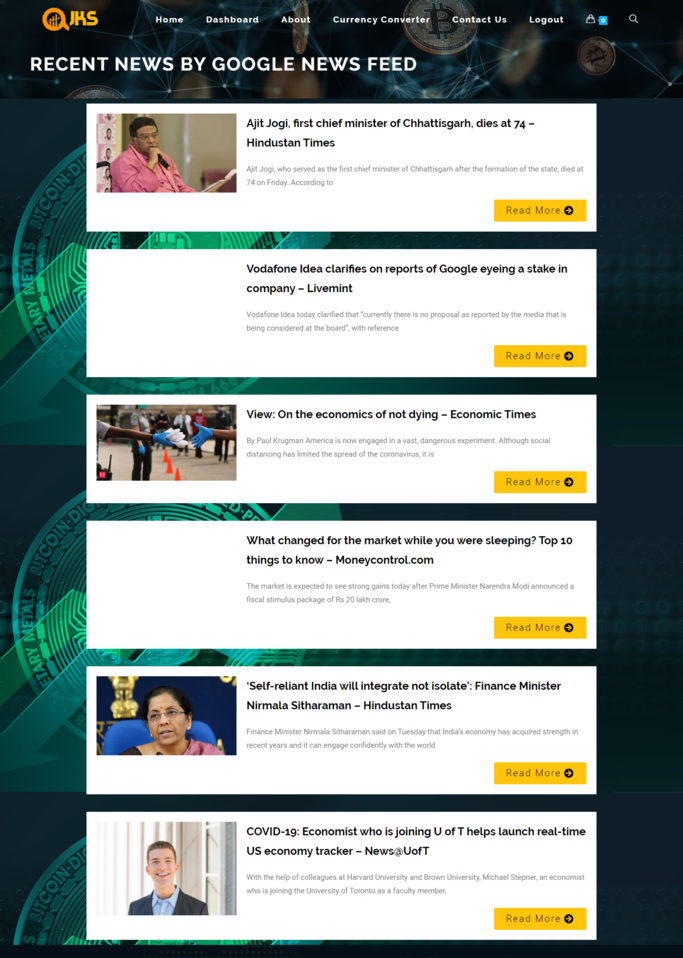 JKS
Home Dashboard About Currency Converter Contact Us Logout 0
RECENT NEWS BY GOOGLE NEWS FEED
Ajit Jogi, first chief minister of Chhattisgarh, dies at 74 –
Hindustan Times
Ajit Jogi, who served as the first chief minister of Chhattisgarh after the formation of the state, died at
74 on Friday. According to
Read More
Vodafone Idea clarifies on reports of Google eyeing a stake in
company – Livemint
Vodafone Idea today clarified that “currently there is no proposal as reported by the media that is
being considered at the board”, with reference
Read More
View: On the economics of not dying – Economic Times
By Paul Krugman America is now engaged in a vast, dangerous experiment. Although social
distancing has limited the spread of the coronavirus, it is
Read More
What changed for the market while you were sleeping? Top 10
things to know – Moneycontrol.com
The market is expected to see strong gains today after Prime Minister Narendra Modi announced a
fiscal stimulus package of Rs 20 lakh crore,
Read More
‘Self-reliant India will integrate not isolate’: Finance Minister
Nirmala Sitharaman – Hindustan Times
Finance Minister Nirmala Sitharaman said on Tuesday that India’s economy has acquired strength in
recent years and it can engage confidently with the world
Read More
COVID-19: Economist who is joining U of T helps launch real-time
US economy tracker – News@UofT
With the help of colleagues at Harvard University and Brown University, Michael Stepner, an economist
who is joining the University of Toronto as a faculty member,
Read More